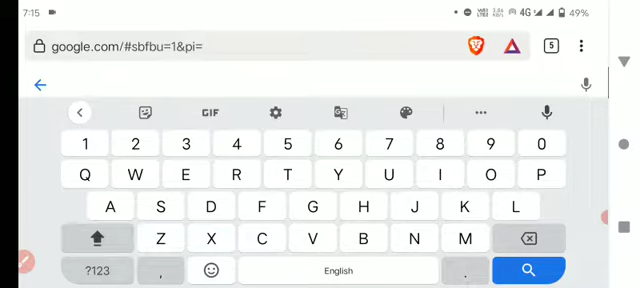 7:15 4G 49%
google.com/#sbfbu=1&pi= 5
GIF
1 2 3 4 5 6 7 8 9 0
Q W E R T Y U I O P
A S D F G H J K L
Z X C V B N M
?123 , English .